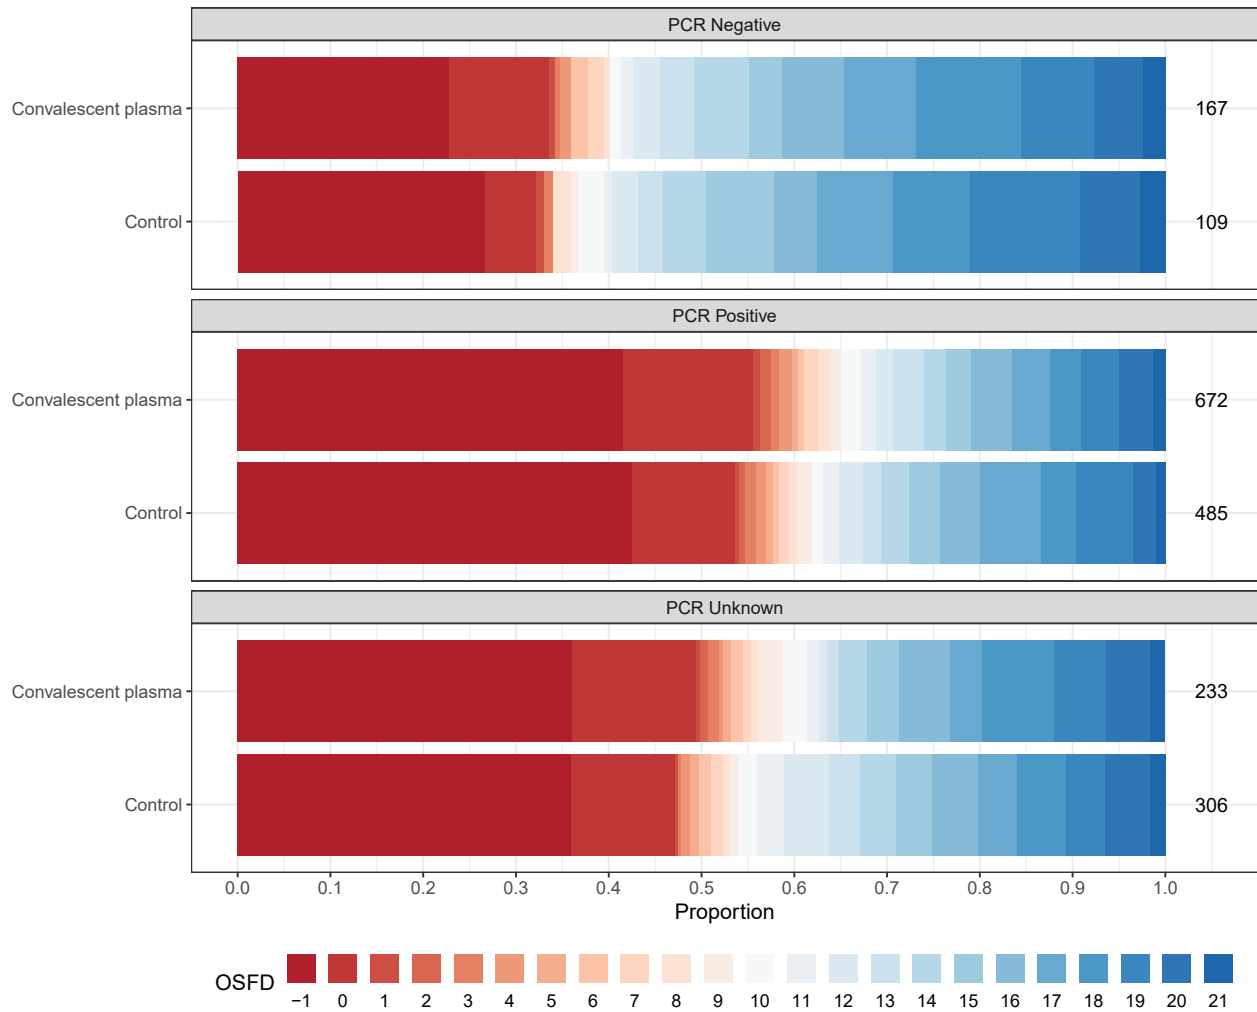 PCR Negative
Convalescent plasma 167
Control 109
PCR Positive
Convalescent plasma 672
Control 485
PCR Unknown
Convalescent plasma 233
Control 306
0.0 0.1 0.2 0.3 0.4 0.5 0.6 0.7 0.8 0.9 1.0
Proportion
OSFD
−1 0 1 2 3 4 5 6 7 8 9 10 11 12 13 14 15 16 17 18 19 20 21